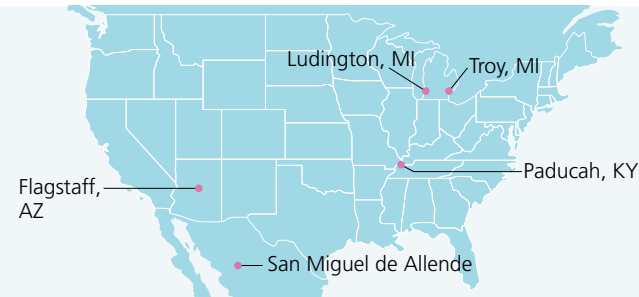 Ludington, MI
Troy, MI
Paducah, KY
Flagstaff,
AZ
San Miguel de Allende